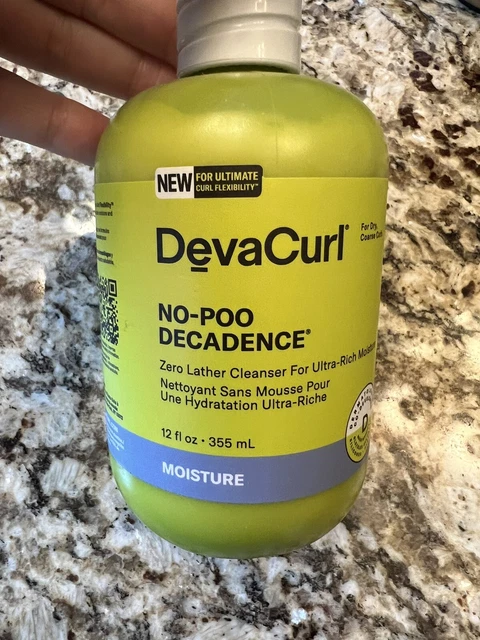 NEW FOR ULTIMATE
CURL FLEXIBILITY™
DevaCurl®
For Dry,
Coarse
NO-POO
DECADENCE®
Zero Lather Cleanser For Ultra-Rich Moisture
Nettoyant Sans Mousse Pour
Une Hydratation Ultra-Riche
12 fl oz • 355 mL
D
MOISTURE